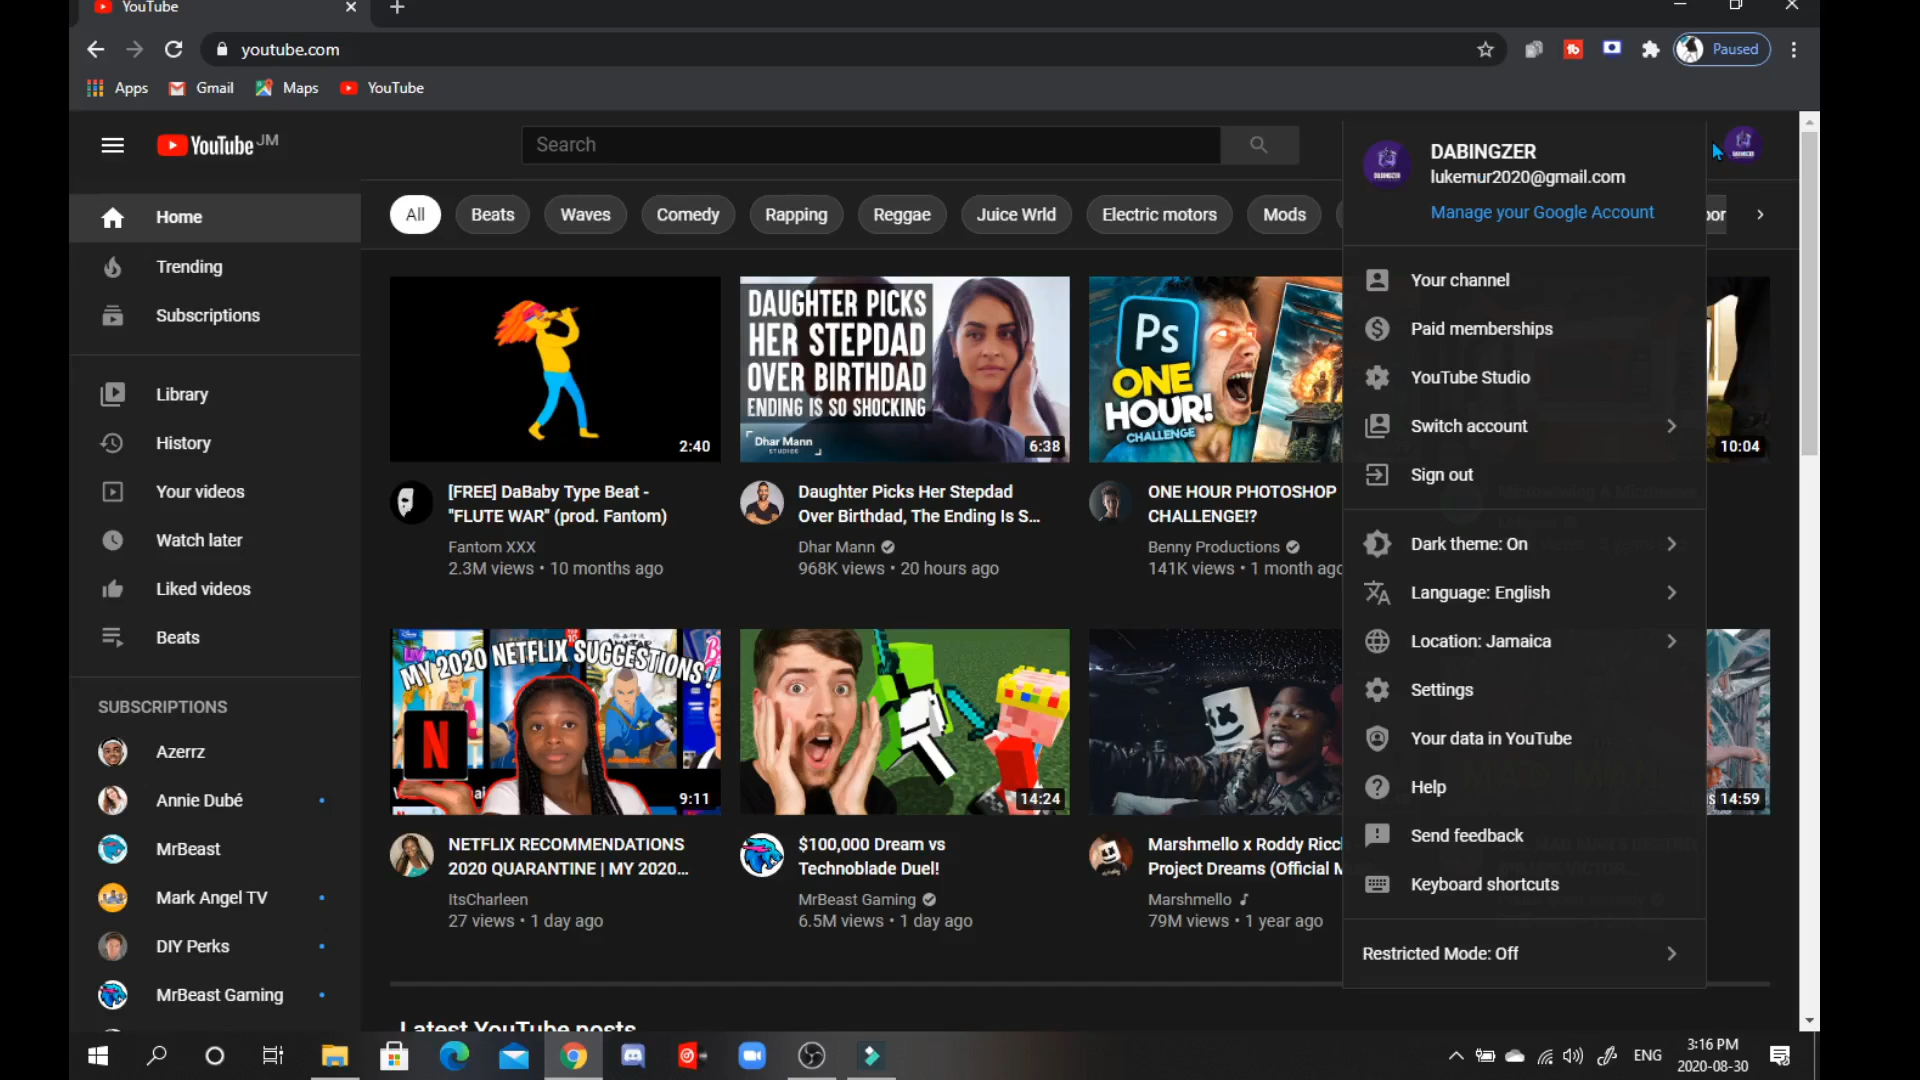 YouTube
youtube.com
Paused
Apps
Gmail
Maps
YouTube
YouTube JM
Search
DABINGZER
lukemur2020@gmail.com
Manage your Google Account
Home
Trending
Subscriptions
Library
History
Your videos
Watch later
Liked videos
Beats
SUBSCRIPTIONS
Azerrz
Annie Dubé
MrBeast
Mark Angel TV
DIY Perks
MrBeast Gaming
All
Beats
Waves
Comedy
Rapping
Reggae
Juice Wrld
Electric motors
Mods
2:40
[FREE] DaBaby Type Beat -
"FLUTE WAR" (prod. Fantom)
Fantom XXX
2.3M views • 10 months ago
DAUGHTER PICKS
HER STEPDAD
OVER BIRTHDAD
ENDING IS SO SHOCKING
Dhar Mann
STUDIOS
6:38
Daughter Picks Her Stepdad
Over Birthdad, The Ending Is S...
Dhar Mann
968K views • 20 hours ago
Ps
ONE
HOUR!
CHALLENGE
ONE HOUR PHOTOSHOP
CHALLENGE!?
Benny Productions
141K views • 1 month ago
10:04
MY 2020 NETFLIX SUGGESTIONS!
N
9:11
NETFLIX RECOMMENDATIONS
2020 QUARANTINE | MY 2020...
ItsCharleen
27 views • 1 day ago
14:24
$100,000 Dream vs
Technoblade Duel!
MrBeast Gaming
6.5M views • 1 day ago
Marshmello x Roddy Ricc
Project Dreams (Official M
Marshmello
79M views • 1 year ago
14:59
Latest YouTube posts
Your channel
Paid memberships
YouTube Studio
Switch account
Sign out
Dark theme: On
Language: English
Location: Jamaica
Settings
Your data in YouTube
Help
Send feedback
Keyboard shortcuts
Restricted Mode: Off
ENG
3:16 PM
2020-08-30